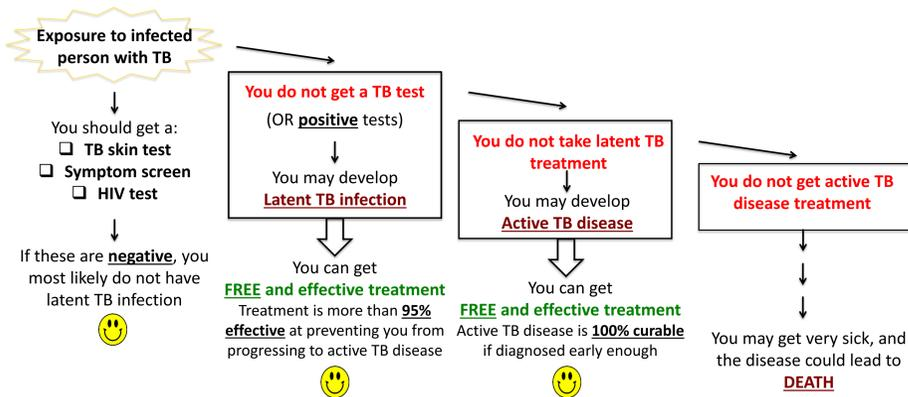 Exposure to infected
person with TB
You should get a:
❑ TB skin test
❑ Symptom screen
❑ HIV test
If these are negative, you
most likely do not have
latent TB infection
You do not get a TB test
(OR positive tests)
You may develop
Latent TB infection
You can get
FREE and effective treatment
Treatment is more than 95%
effective at preventing you from
progressing to active TB disease
You do not take latent TB
treatment
You may develop
Active TB disease
You can get
FREE and effective treatment
Active TB disease is 100% curable
if diagnosed early enough
You do not get active TB
disease treatment
You may get very sick, and
the disease could lead to
DEATH